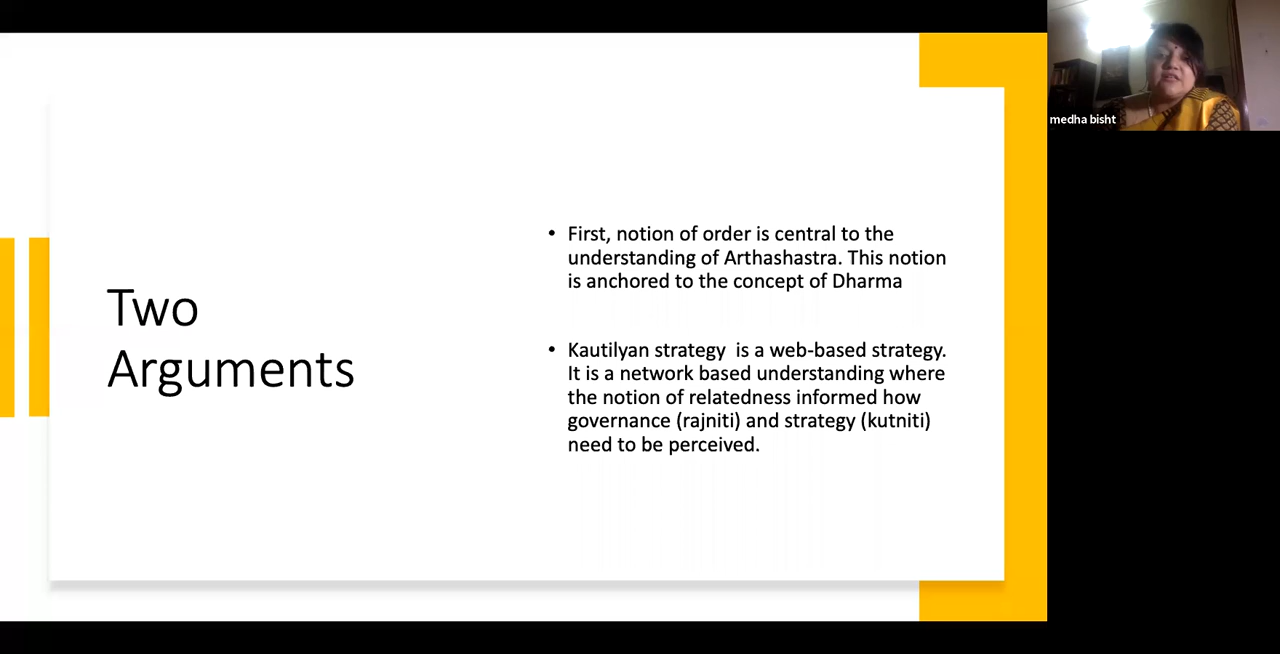 Two
Arguments
• First, notion of order is central to the
understanding of Arthashastra. This notion
is anchored to the concept of Dharma
• Kautilyan strategy  is a web-based strategy.
It is a network based understanding where
the notion of relatedness informed how
governance (rajniti) and strategy (kutniti)
need to be perceived.
medha bisht